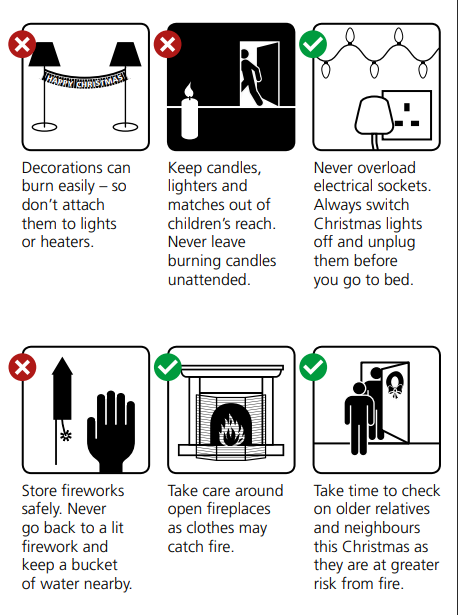 HAPPY CHRISTMAS
Decorations can
burn easily – so
don't attach
them to lights
or heaters.
Keep candles,
lighters and
matches out of
children's reach.
Never leave
burning candles
unattended.
Never overload
electrical sockets.
Always switch
Christmas lights
off and unplug
them before
you go to bed.
Store fireworks
safely. Never
go back to a lit
firework and
keep a bucket
of water nearby.
Take care around
open fireplaces
as clothes may
catch fire.
Take time to check
on older relatives
and neighbours
this Christmas as
they are at greater
risk from fire.